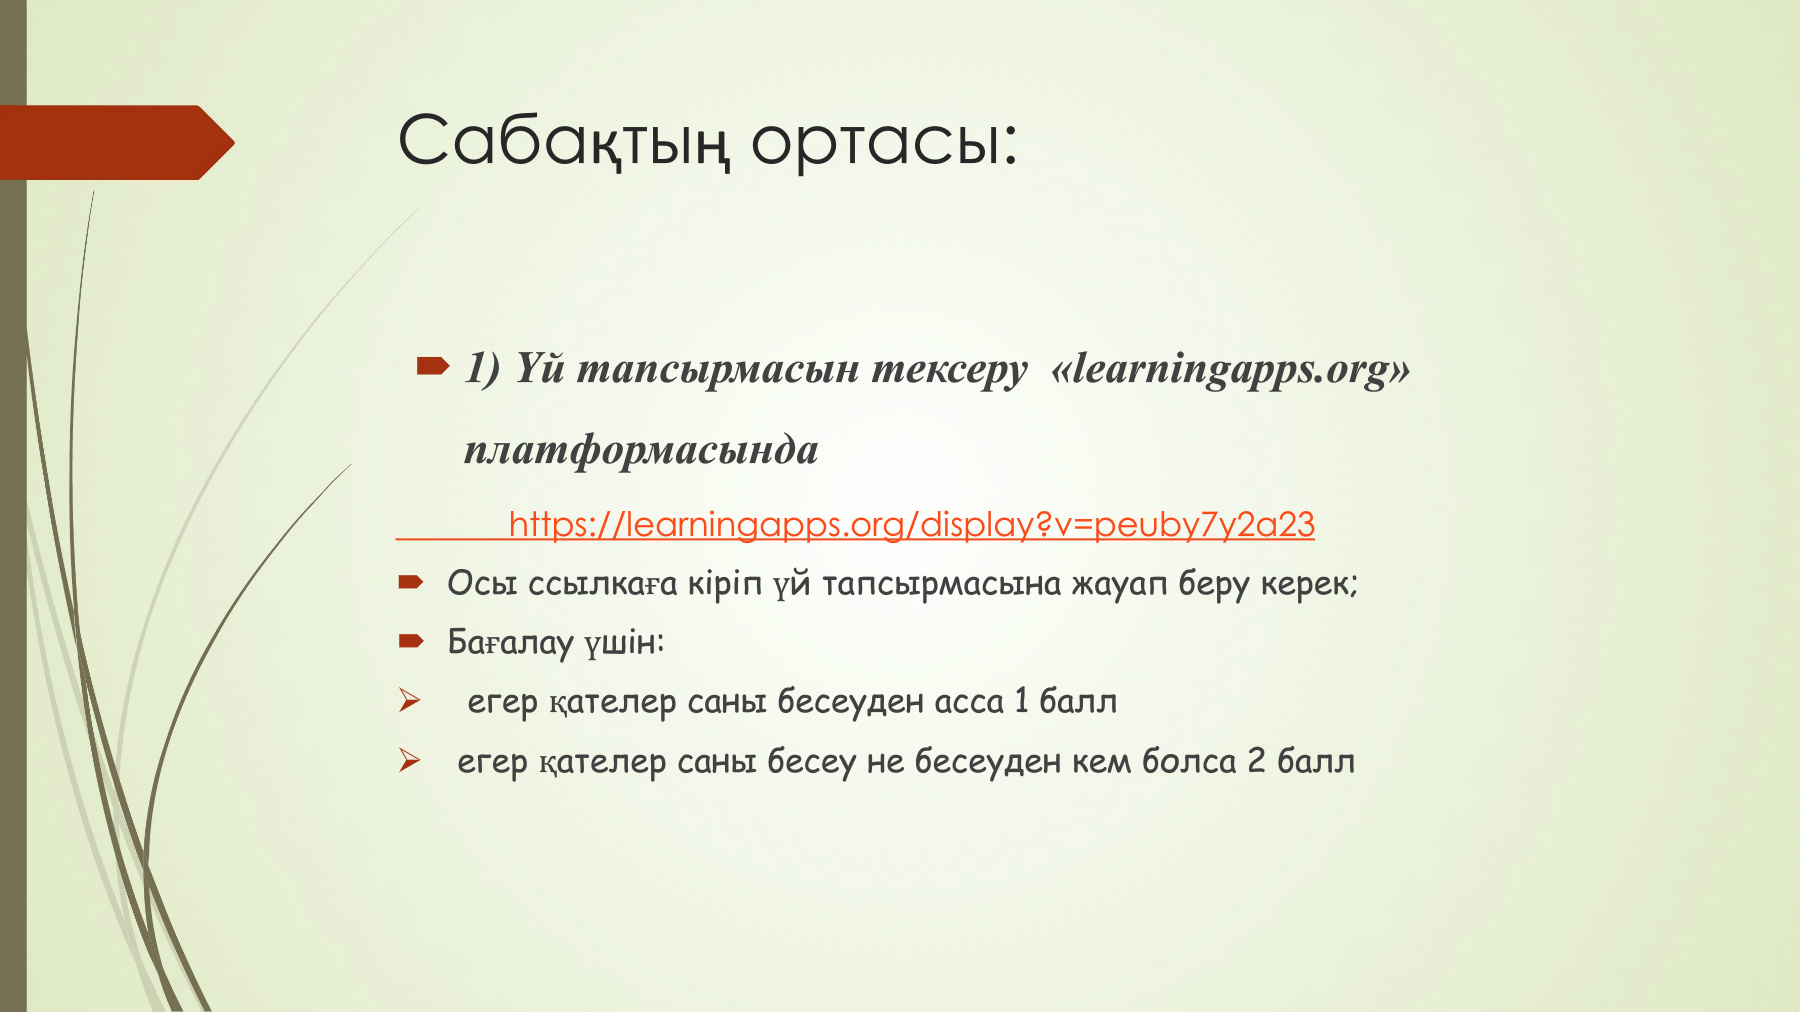 Сабақтың ортасы:
1) Үй тапсырмасын тексеру «learningapps.org»
платформасында
https://learningapps.org/display?v=peuby7y2a23
Осы ссылкаға кіріп үй тапсырмасына жауап беру керек;
Бағалау үшін:
егер қателер саны бесеуден асса 1 балл
егер қателер саны бесеу не бесеуден кем болса 2 балл